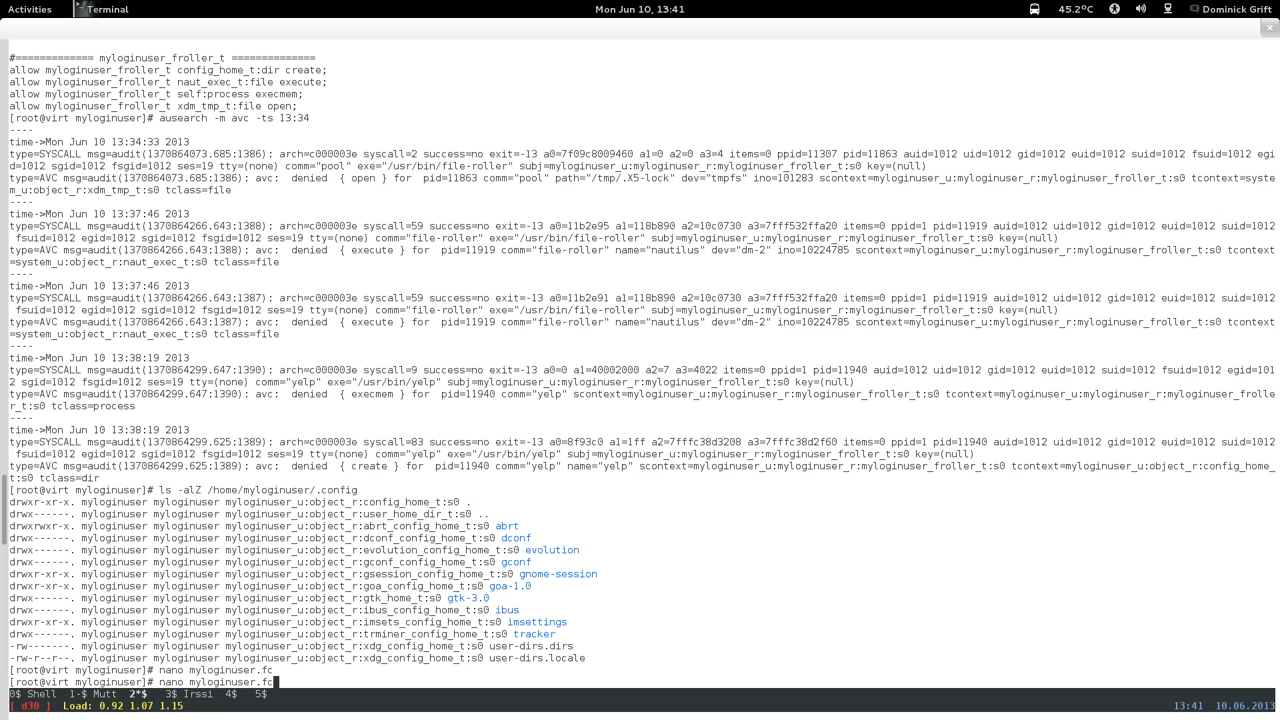 Activities Terminal Mon Jun 10, 13:41 45.2°C Dominick Grift
#============= myloginuser_froller_t ==============
allow myloginuser_froller_t config_home_t:dir create;
allow myloginuser_froller_t naut_exec_t:file execute;
allow myloginuser_froller_t self:process execmem;
allow myloginuser_froller_t xdm_tmp_t:file open;
[root@virt myloginuser]# ausearch -m avc -ts 13:34
----
time->Mon Jun 10 13:34:33 2013
type=SYSCALL msg=audit(1370864073.685:1386): arch=c000003e syscall=2 success=no exit=-13 a0=7f09c8009460 a1=0 a2=0 a3=4 items=0 ppid=11307 pid=11863 auid=1012 uid=1012 gid=1012 euid=1012 suid=1012 fsuid=1012 egi
d=1012 sgid=1012 fsgid=1012 ses=19 tty=(none) comm="pool" exe="/usr/bin/file-roller" subj=myloginuser_u:myloginuser_r:myloginuser_froller_t:s0 key=(null)
type=AVC msg=audit(1370864073.685:1386): avc:  denied  { open } for  pid=11863 comm="pool" path="/tmp/.X5-lock" dev="tmpfs" ino=101283 scontext=myloginuser_u:myloginuser_r:myloginuser_froller_t:s0 tcontext=syste
m_u:object_r:xdm_tmp_t:s0 tclass=file
----
time->Mon Jun 10 13:37:46 2013
type=SYSCALL msg=audit(1370864266.643:1388): arch=c000003e syscall=59 success=no exit=-13 a0=11b2e95 a1=118b890 a2=10c0730 a3=7fff532ffa20 items=0 ppid=1 pid=11919 auid=1012 uid=1012 gid=1012 euid=1012 suid=1012
 fsuid=1012 egid=1012 sgid=1012 fsgid=1012 ses=19 tty=(none) comm="file-roller" exe="/usr/bin/file-roller" subj=myloginuser_u:myloginuser_r:myloginuser_froller_t:s0 key=(null)
type=AVC msg=audit(1370864266.643:1388): avc:  denied  { execute } for  pid=11919 comm="file-roller" name="nautilus" dev="dm-2" ino=10224785 scontext=myloginuser_u:myloginuser_r:myloginuser_froller_t:s0 tcontext
=system_u:object_r:naut_exec_t:s0 tclass=file
----
time->Mon Jun 10 13:37:46 2013
type=SYSCALL msg=audit(1370864266.643:1387): arch=c000003e syscall=59 success=no exit=-13 a0=11b2e91 a1=118b890 a2=10c0730 a3=7fff532ffa20 items=0 ppid=1 pid=11919 auid=1012 uid=1012 gid=1012 euid=1012 suid=1012
 fsuid=1012 egid=1012 sgid=1012 fsgid=1012 ses=19 tty=(none) comm="file-roller" exe="/usr/bin/file-roller" subj=myloginuser_u:myloginuser_r:myloginuser_froller_t:s0 key=(null)
type=AVC msg=audit(1370864266.643:1387): avc:  denied  { execute } for  pid=11919 comm="file-roller" name="nautilus" dev="dm-2" ino=10224785 scontext=myloginuser_u:myloginuser_r:myloginuser_froller_t:s0 tcontext
=system_u:object_r:naut_exec_t:s0 tclass=file
----
time->Mon Jun 10 13:38:19 2013
type=SYSCALL msg=audit(1370864299.647:1390): arch=c000003e syscall=9 success=no exit=-13 a0=0 a1=40002000 a2=7 a3=4022 items=0 ppid=1 pid=11940 auid=1012 uid=1012 gid=1012 euid=1012 suid=1012 fsuid=1012 egid=101
2 sgid=1012 fsgid=1012 ses=19 tty=(none) comm="yelp" exe="/usr/bin/yelp" subj=myloginuser_u:myloginuser_r:myloginuser_froller_t:s0 key=(null)
type=AVC msg=audit(1370864299.647:1390): avc:  denied  { execmem } for  pid=11940 comm="yelp" scontext=myloginuser_u:myloginuser_r:myloginuser_froller_t:s0 tcontext=myloginuser_u:myloginuser_r:myloginuser_frolle
r_t:s0 tclass=process
----
time->Mon Jun 10 13:38:19 2013
type=SYSCALL msg=audit(1370864299.625:1389): arch=c000003e syscall=83 success=no exit=-13 a0=8f93c0 a1=1ff a2=7fffc38d3208 a3=7fffc38d2f60 items=0 ppid=1 pid=11940 auid=1012 uid=1012 gid=1012 euid=1012 suid=1012
 fsuid=1012 egid=1012 sgid=1012 fsgid=1012 ses=19 tty=(none) comm="yelp" exe="/usr/bin/yelp" subj=myloginuser_u:myloginuser_r:myloginuser_froller_t:s0 key=(null)
type=AVC msg=audit(1370864299.625:1389): avc:  denied  { create } for  pid=11940 comm="yelp" name="yelp" scontext=myloginuser_u:myloginuser_r:myloginuser_froller_t:s0 tcontext=myloginuser_u:object_r:config_home_
t:s0 tclass=dir
[root@virt myloginuser]# ls -alZ /home/myloginuser/.config
drwxr-xr-x. myloginuser myloginuser myloginuser_u:object_r:config_home_t:s0 .
drwx------. myloginuser myloginuser myloginuser_u:object_r:user_home_dir_t:s0 ..
drwxrwxr-x. myloginuser myloginuser myloginuser_u:object_r:abrt_config_home_t:s0 abrt
drwx------. myloginuser myloginuser myloginuser_u:object_r:dconf_config_home_t:s0 dconf
drwx------. myloginuser myloginuser myloginuser_u:object_r:evolution_config_home_t:s0 evolution
drwx------. myloginuser myloginuser myloginuser_u:object_r:gconf_config_home_t:s0 gconf
drwxr-xr-x. myloginuser myloginuser myloginuser_u:object_r:gsession_config_home_t:s0 gnome-session
drwxr-xr-x. myloginuser myloginuser myloginuser_u:object_r:goa_config_home_t:s0 goa-1.0
drwx------. myloginuser myloginuser myloginuser_u:object_r:gtk_home_t:s0 gtk-3.0
drwx------. myloginuser myloginuser myloginuser_u:object_r:ibus_config_home_t:s0 ibus
drwxr-xr-x. myloginuser myloginuser myloginuser_u:object_r:imsets_config_home_t:s0 imsettings
drwx------. myloginuser myloginuser myloginuser_u:object_r:trminer_config_home_t:s0 tracker
-rw-------. myloginuser myloginuser myloginuser_u:object_r:xdg_config_home_t:s0 user-dirs.dirs
-rw-r--r--. myloginuser myloginuser myloginuser_u:object_r:xdg_config_home_t:s0 user-dirs.locale
[root@virt myloginuser]# nano myloginuser.fc
[root@virt myloginuser]# nano myloginuser.fc
0$ Shell  1-$ Mutt  2*$  3$ Irssi  4$  5$
[ d30 ]  Load: 0.92 1.07 1.15 13:41  10.06.2013